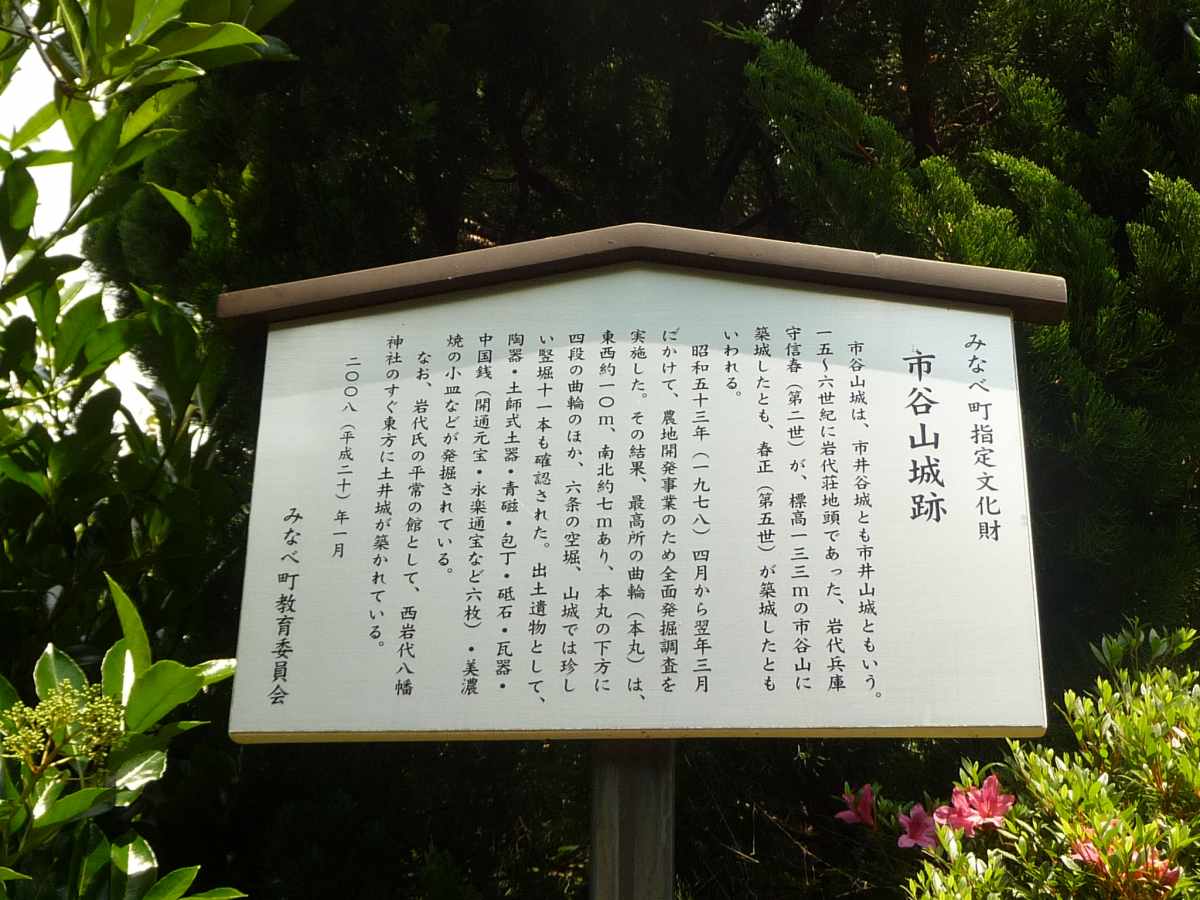 みなべ町指定文化財
市谷山城跡
市谷山城は、市井谷城とも市井山城ともいう。
一五～六世紀に岩代荘地頭であった、岩代兵庫
守信春（第二世）が、標高一三三ｍの市谷山に
築城したとも、春正（第五世）が築城したとも
いわれる。
昭和五十三年（一九七八）四月から翌年三月
にかけて、農地開発事業のため全面発掘調査を
実施した。その結果、最高所の曲輪（本丸）は、
東西約一〇ｍ、南北約七ｍあり、本丸の下方に
四段の曲輪のほか、六条の空堀、山城では珍し
い竪堀十一本も確認された。出土遺物として、
陶器・土師式土器・青磁・包丁・砥石・瓦器・
中国銭（開通元宝・永楽通宝など六枚）・美濃
焼の小皿などが発掘されている。
なお、岩代氏の平常の館として、西岩代八幡
神社のすぐ東方に土井城が築かれている。
二〇〇八（平成二十）年一月
みなべ町教育委員会